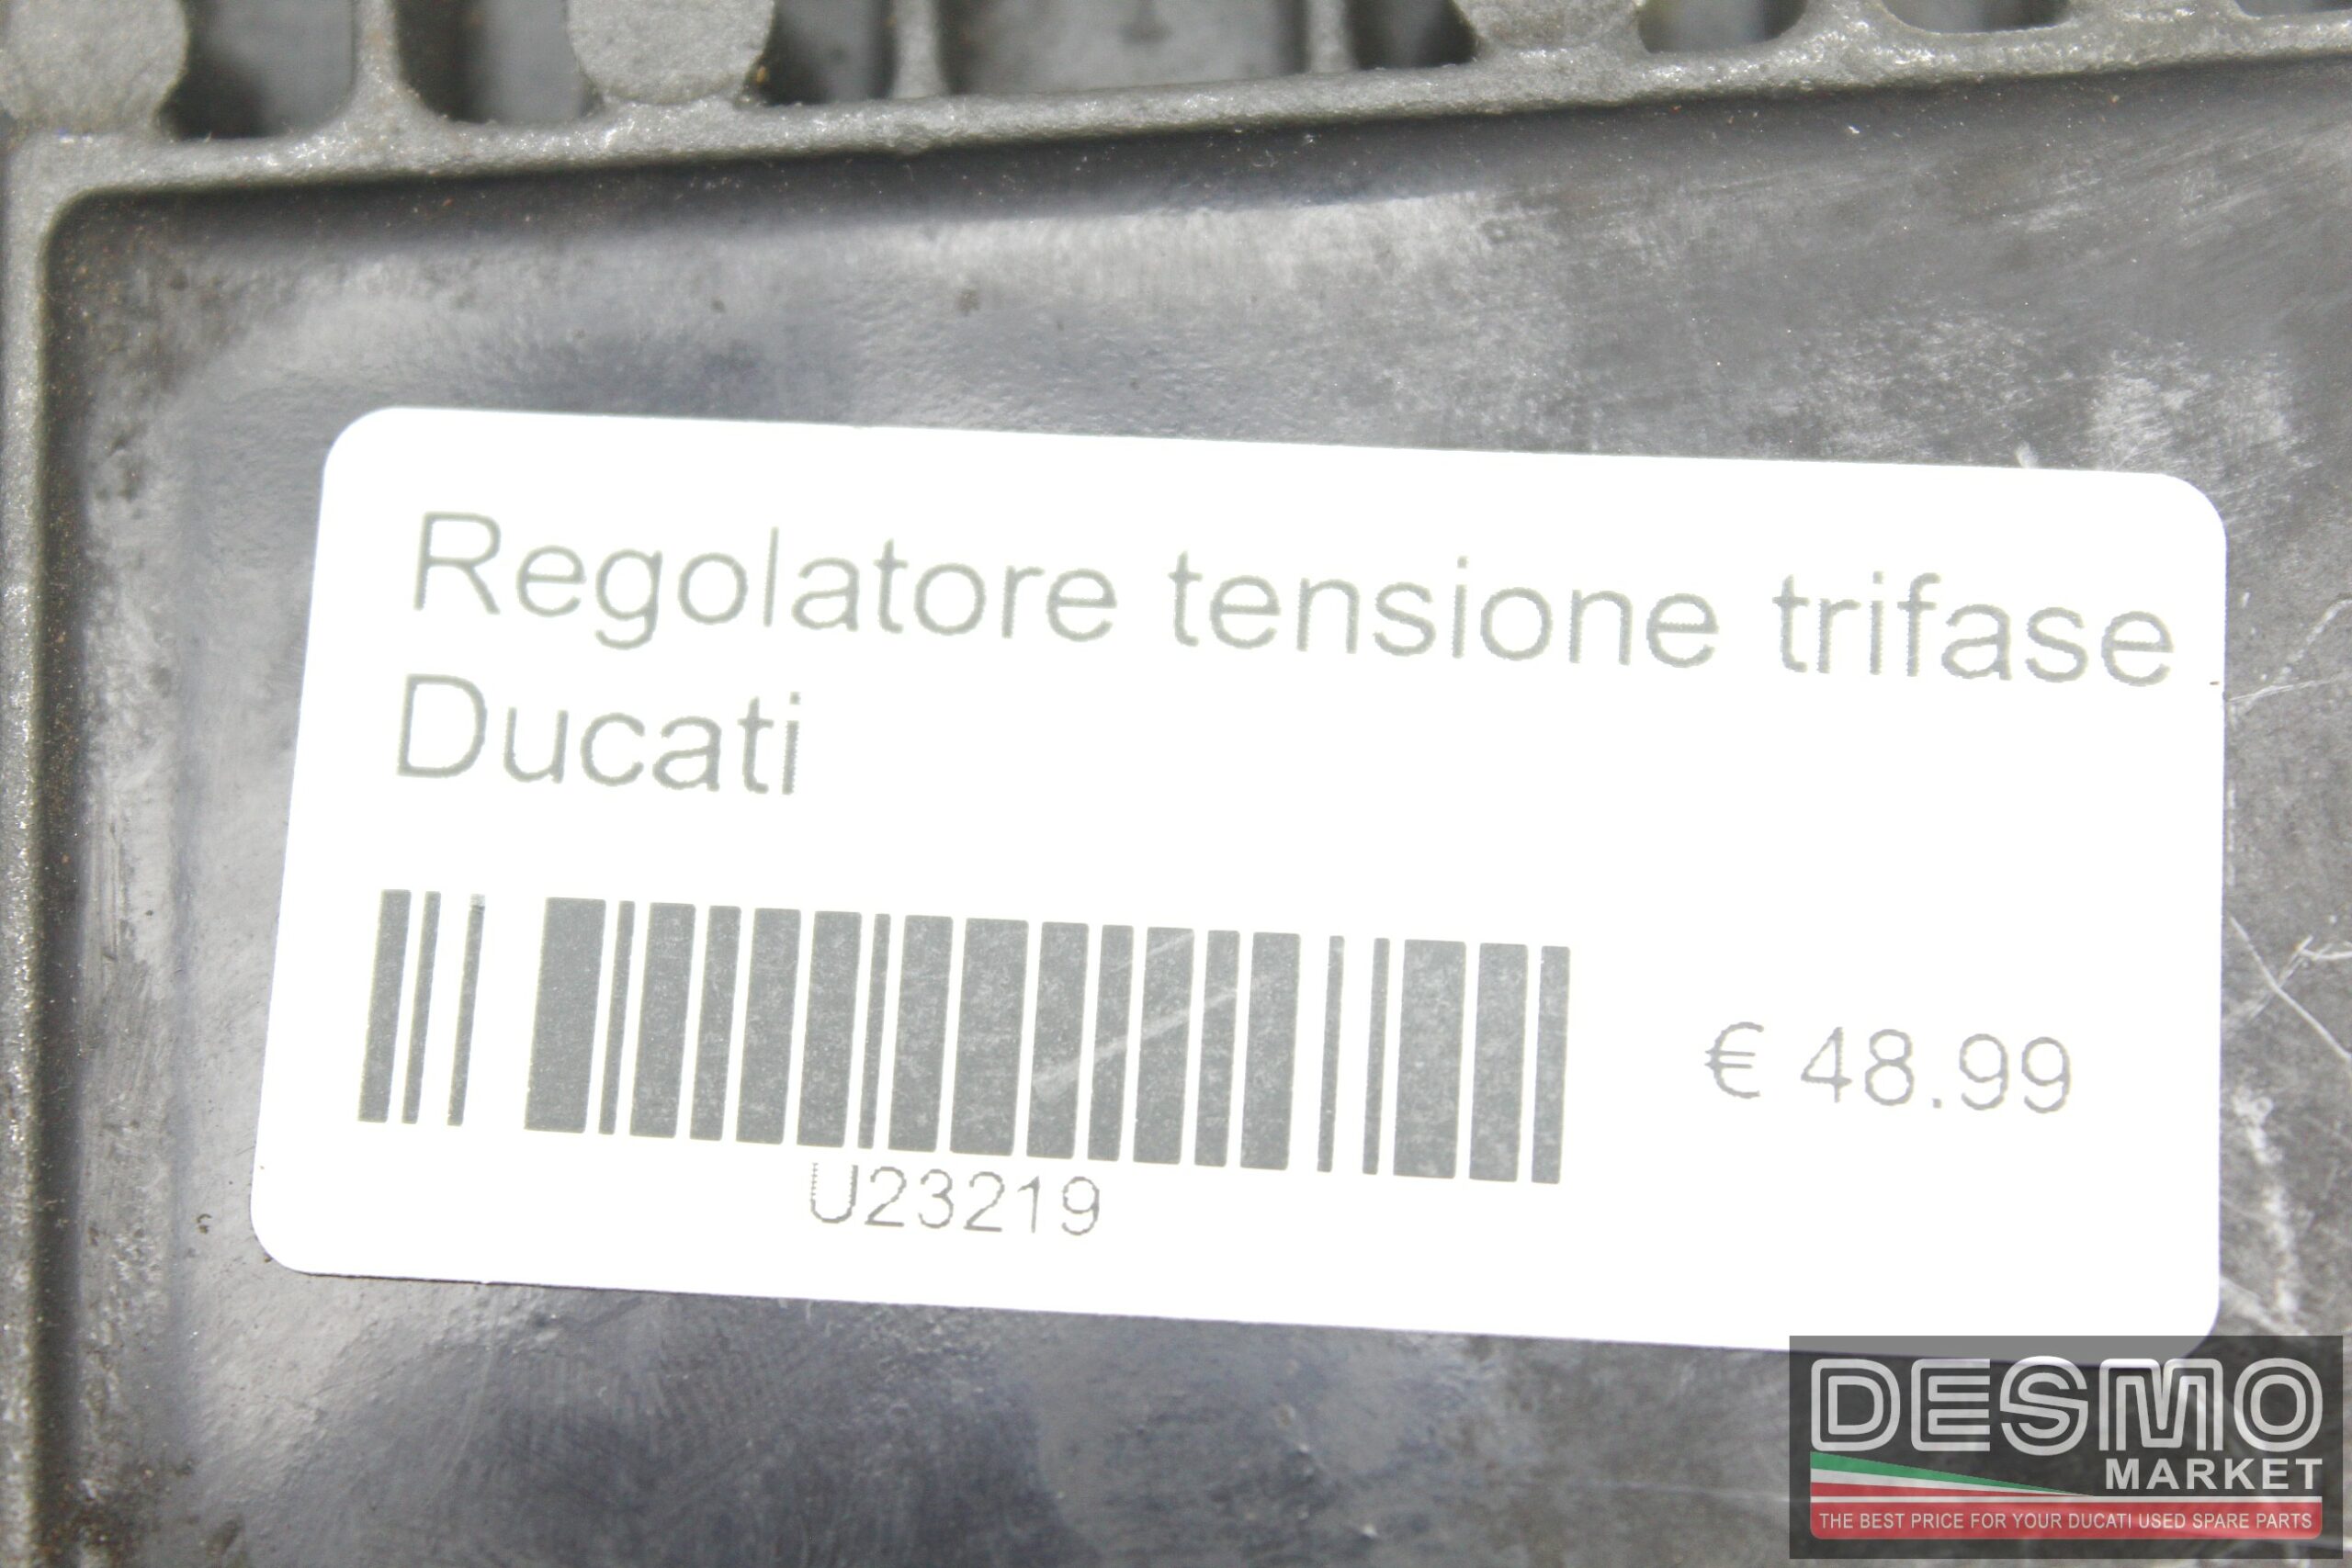 Regolatore tensione trifase
Ducati
€ 48.99
U23219
DESMO
MARKET
THE BEST PRICE FOR YOUR DUCATI USED SPARE PARTS